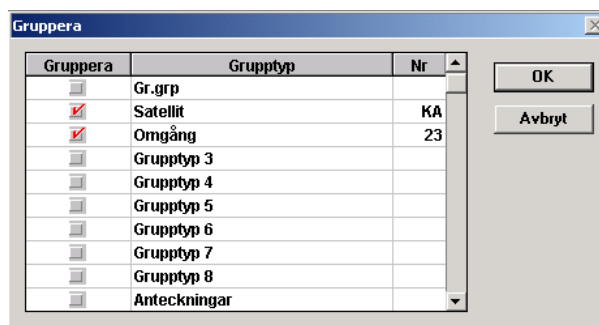 Gruppera
Gruppera Grupptyp Nr
Gr.grp
Satellit KA
Omgång 23
Grupptyp 3
Grupptyp 4
Grupptyp 5
Grupptyp 6
Grupptyp 7
Grupptyp 8
Anteckningar
OK
Avbryt